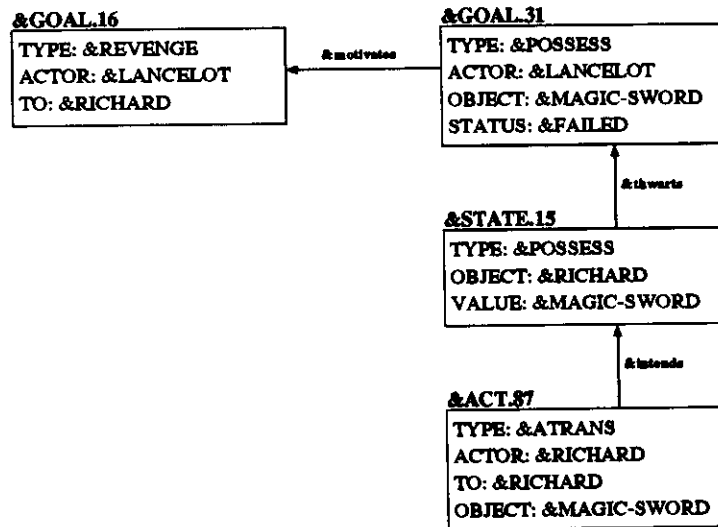 &GOAL.16
TYPE: &REVENGE
ACTOR: &LANCELOT
TO: &RICHARD
&motivates
&GOAL.31
TYPE: &POSSESS
ACTOR: &LANCELOT
OBJECT: &MAGIC-SWORD
STATUS: &FAILED
&thwarts
&STATE.15
TYPE: &POSSESS
OBJECT: &RICHARD
VALUE: &MAGIC-SWORD
&intends
&ACT.87
TYPE: &ATRANS
ACTOR: &RICHARD
TO: &RICHARD
OBJECT: &MAGIC-SWORD